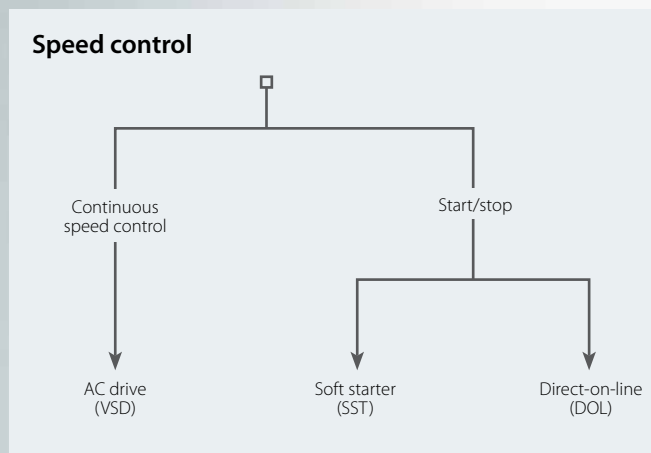 Speed control
Continuous
speed control
Start/stop
AC drive
(VSD)
Soft starter
(SST)
Direct-on-line
(DOL)